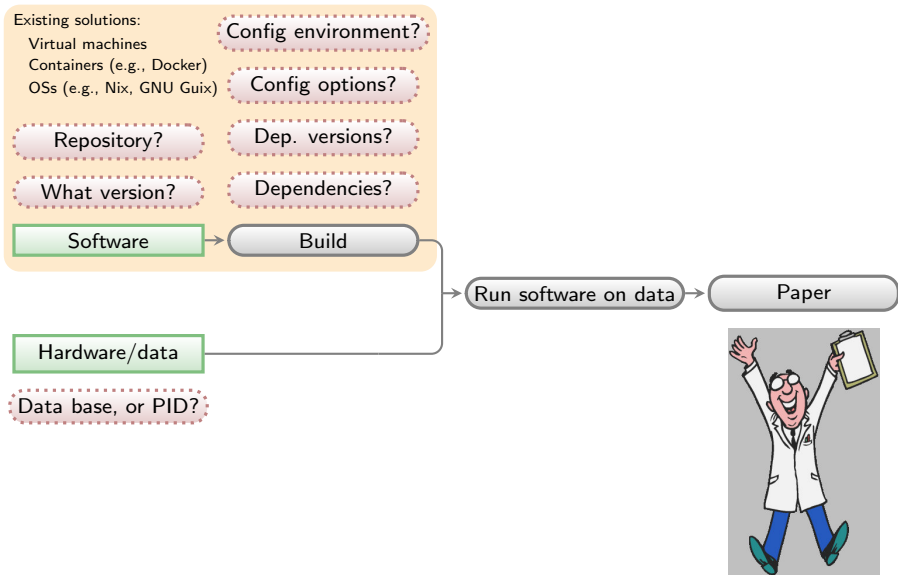 Existing solutions:
Virtual machines
Containers (e.g., Docker)
OSs (e.g., Nix, GNU Guix)
Config environment?
Config options?
Repository?
Dep. versions?
What version?
Dependencies?
Software
Build
Run software on data
Paper
Hardware/data
Data base, or PID?